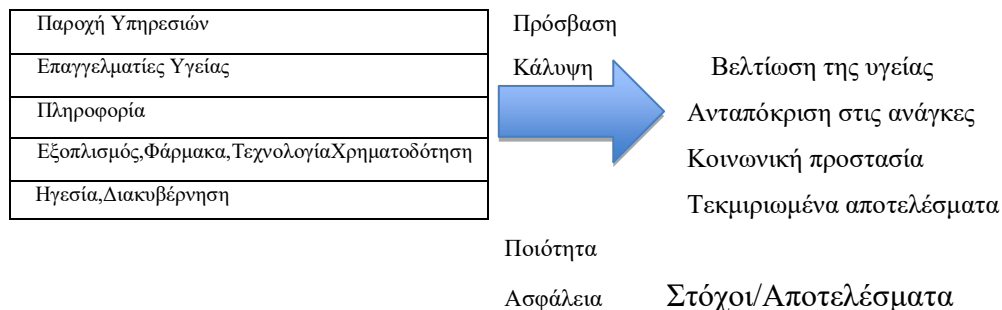 Παροχή Υπηρεσιών
Επαγγελματίες Υγείας
Πληροφορία
Εξοπλισμός,Φάρμακα,ΤεχνολογίαΧρηματοδότηση
Ηγεσία,Διακυβέρνηση
Πρόσβαση
Κάλυψη
Ποιότητα
Ασφάλεια
Βελτίωση της υγείας
Ανταπόκριση στις ανάγκες
Κοινωνική προστασία
Τεκμιριωμένα αποτελέσματα
Στόχοι/Αποτελέσματα